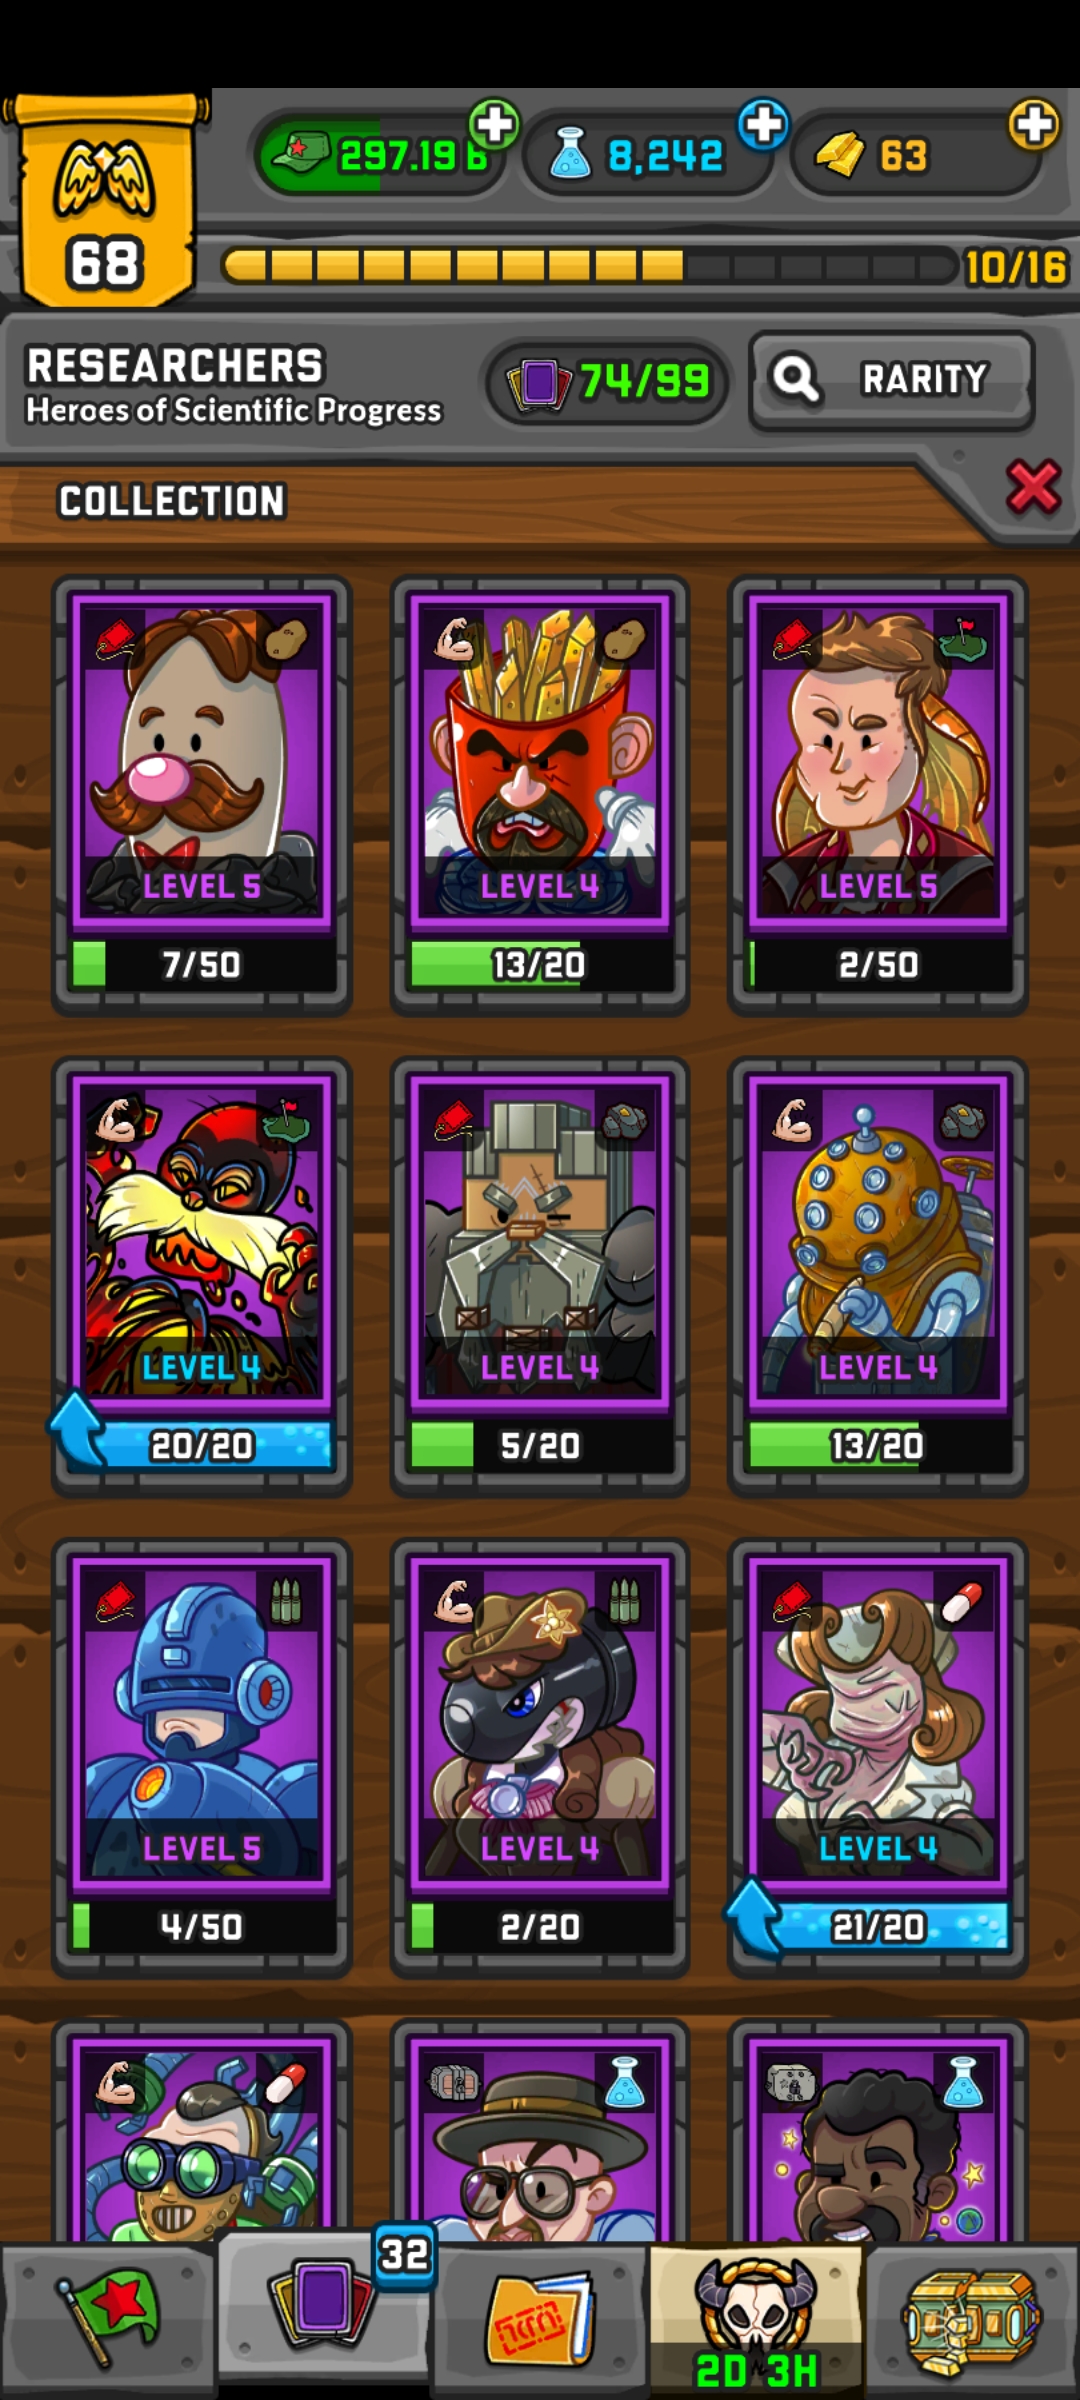 297.19 B
8,242
63
68
10/16
RESEARCHERS
Heroes of Scientific Progress
74/99
RARITY
COLLECTION
LEVEL 5
LEVEL 4
LEVEL 5
7/50
13/20
2/50
LEVEL 4
LEVEL 4
LEVEL 4
20/20
5/20
13/20
LEVEL 5
LEVEL 4
LEVEL 4
4/50
2/20
21/20
32
2D 3H